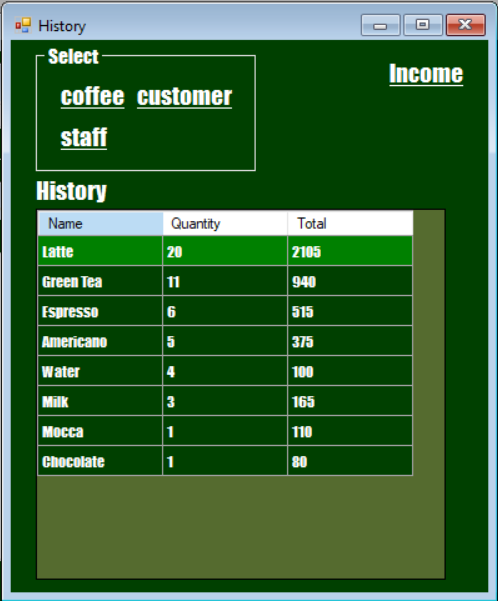 History
Select
Income
coffee customer
staff
History
Name Quantity Total
Latte 20 2105
Green Tea 11 940
Espresso 6 515
Americano 5 375
Water 4 100
Milk 3 165
Mocca 1 110
Chocolate 1 80